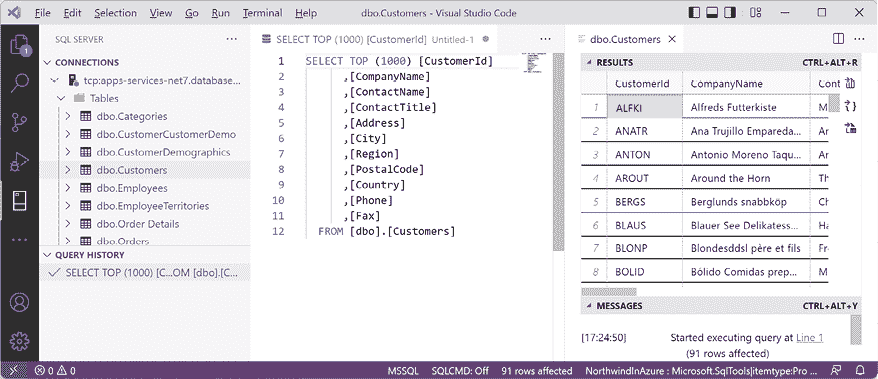 File Edit Selection View Go Run Terminal Help dbo.Customers - Visual Studio Code
1
SQL SERVER ...
CONNECTIONS
tcp:apps-services-net7.database...
Tables
dbo.Categories
dbo.CustomerCustomerDemo
dbo.CustomerDemographics
dbo.Customers
dbo.Employees
dbo.EmployeeTerritories
dbo.Order Details
dbo.Orders
QUERY HISTORY
SELECT TOP (1000) [C...OM [dbo].[C...
SELECT TOP (1000) [CustomerId] Untitled-1 ...
1 SELECT TOP (1000) [CustomerId]
2 ,[CompanyName]
3 ,[ContactName]
4 ,[ContactTitle]
5 ,[Address]
6 ,[City]
7 ,[Region]
8 ,[PostalCode]
9 ,[Country]
10 ,[Phone]
11 ,[Fax]
12 FROM [dbo].[Customers]
dbo.Customers ...
RESULTS CTRL+ALT+R
CustomerId CompanyName Cont
1 ALFKI Alfreds Futterkiste M
2 ANATR Ana Trujillo Empareda... Ar
3 ANTON Antonio Moreno Taqu... Ar
4 AROUT Around the Horn Th
5 BERGS Berglunds snabbköp Ch
6 BLAUS Blauer See Delikatess... Ha
7 BLONP Blondesddsl père et fils Fr
8 BOLID Bólido Comidas prep... M
MESSAGES CTRL+ALT+Y
[17:24:50] Started executing query at Line 1
(91 rows affected)
0 0 MSSQL SQLCMD: Off 91 rows affected NorthwindInAzure : Microsoft.SqlTools|itemtype:Pro ...